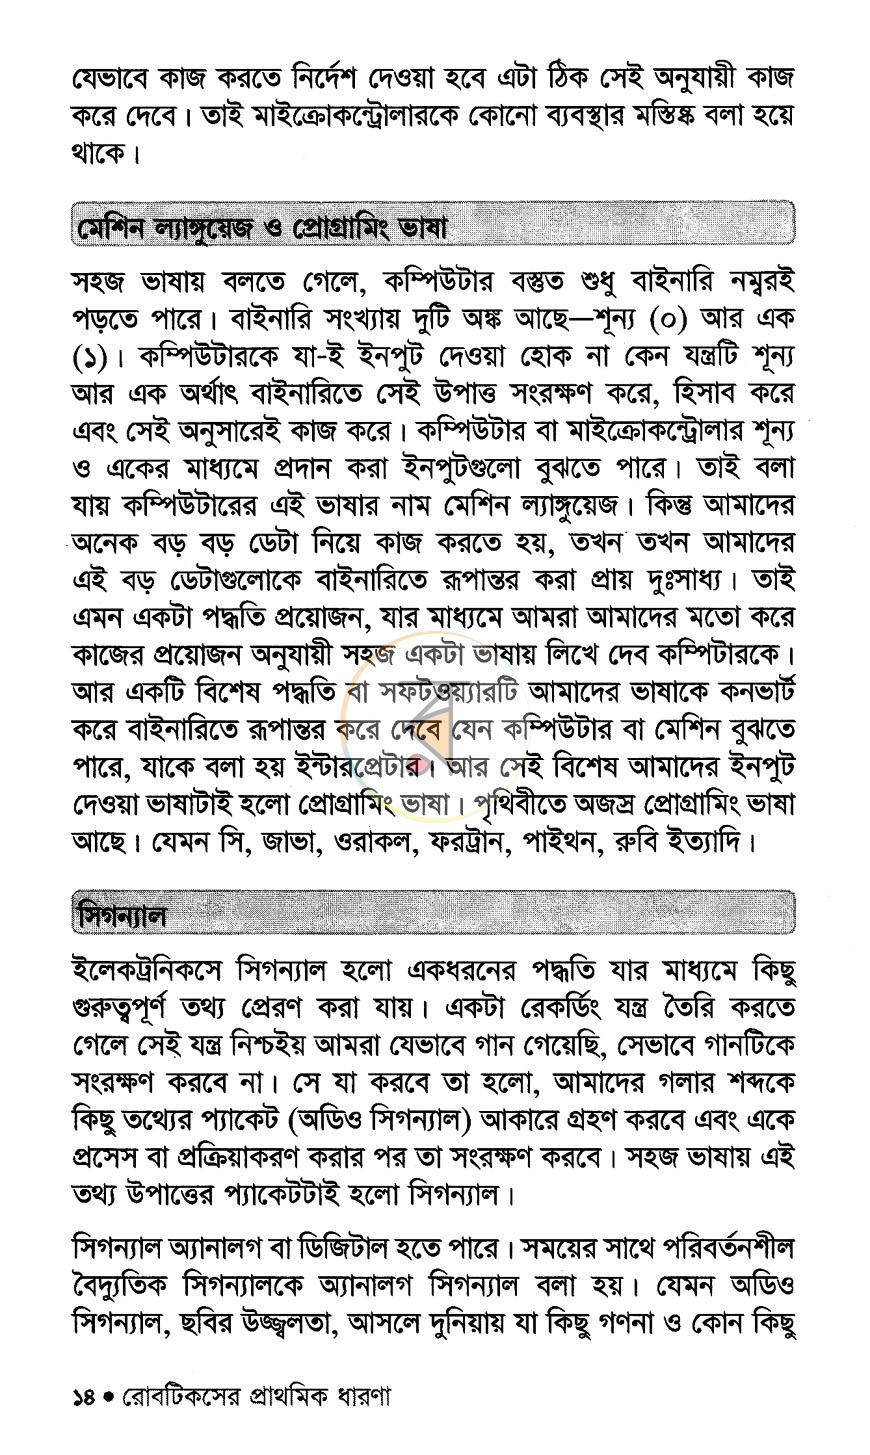 যেভাবে কাজ করতে নির্দেশ দেওয়া হবে এটা ঠিক সেই অনুযায়ী কাজ
করে দেবে। তাই মাইক্রোকন্ট্রোলারকে কোনো ব্যবস্থার মস্তিষ্ক বলা হয়ে
থাকে।
মেশিন ল্যাঙ্গুয়েজ ও প্রোগ্রামিং ভাষা
সহজ ভাষায় বলতে গেলে, কম্পিউটার বস্তুত শুধু বাইনারি নম্বরই
পড়তে পারে। বাইনারি সংখ্যায় দুটি অঙ্ক আছে—শূন্য (০) আর এক
(১)। কম্পিউটারকে যা-ই ইনপুট দেওয়া হোক না কেন যন্ত্রটি শূন্য
আর এক অর্থাৎ বাইনারিতে সেই উপাত্ত সংরক্ষণ করে, হিসাব করে
এবং সেই অনুসারেই কাজ করে। কম্পিউটার বা মাইক্রোকন্ট্রোলার শূন্য
ও একের মাধ্যমে প্রদান করা ইনপুটগুলো বুঝতে পারে। তাই বলা
যায় কম্পিউটারের এই ভাষার নাম মেশিন ল্যাঙ্গুয়েজ। কিন্তু আমাদের
অনেক বড় বড় ডেটা নিয়ে কাজ করতে হয়, তখন তখন আমাদের
এই বড় ডেটাগুলোকে বাইনারিতে রূপান্তর করা প্রায় দুঃসাধ্য। তাই
এমন একটা পদ্ধতি প্রয়োজন, যার মাধ্যমে আমরা আমাদের মতো করে
কাজের প্রয়োজন অনুযায়ী সহজ একটা ভাষায় লিখে দেব কম্পিটারকে।
আর একটি বিশেষ পদ্ধতি বা সফটওয়্যারটি আমাদের ভাষাকে কনভার্ট
করে বাইনারিতে রূপান্তর করে দেবে যেন কম্পিউটার বা মেশিন বুঝতে
পারে, যাকে বলা হয় ইন্টারপ্রেটার। আর সেই বিশেষ আমাদের ইনপুট
দেওয়া ভাষাটাই হলো প্রোগ্রামিং ভাষা। পৃথিবীতে অজস্র প্রোগ্রামিং ভাষা
আছে। যেমন সি, জাভা, ওরাকল, ফরট্রান, পাইথন, রুবি ইত্যাদি।
সিগন্যাল
ইলেকট্রনিকসে সিগন্যাল হলো একধরনের পদ্ধতি যার মাধ্যমে কিছু
গুরুত্বপূর্ণ তথ্য প্রেরণ করা যায়। একটা রেকর্ডিং যন্ত্র তৈরি করতে
গেলে সেই যন্ত্র নিশ্চইয় আমরা যেভাবে গান গেয়েছি, সেভাবে গানটিকে
সংরক্ষণ করবে না। সে যা করবে তা হলো, আমাদের গলার শব্দকে
কিছু তথ্যের প্যাকেট (অডিও সিগন্যাল) আকারে গ্রহণ করবে এবং একে
প্রসেস বা প্রক্রিয়াকরণ করার পর তা সংরক্ষণ করবে। সহজ ভাষায় এই
তথ্য উপাত্তের প্যাকেটটাই হলো সিগন্যাল।
সিগন্যাল অ্যানালগ বা ডিজিটাল হতে পারে। সময়ের সাথে পরিবর্তনশীল
বৈদ্যুতিক সিগন্যালকে অ্যানালগ সিগন্যাল বলা হয়। যেমন অডিও
সিগন্যাল, ছবির উজ্জ্বলতা, আসলে দুনিয়ায় যা কিছু গণনা ও কোন কিছু
১৪ • রোবটিকসের প্রাথমিক ধারণা